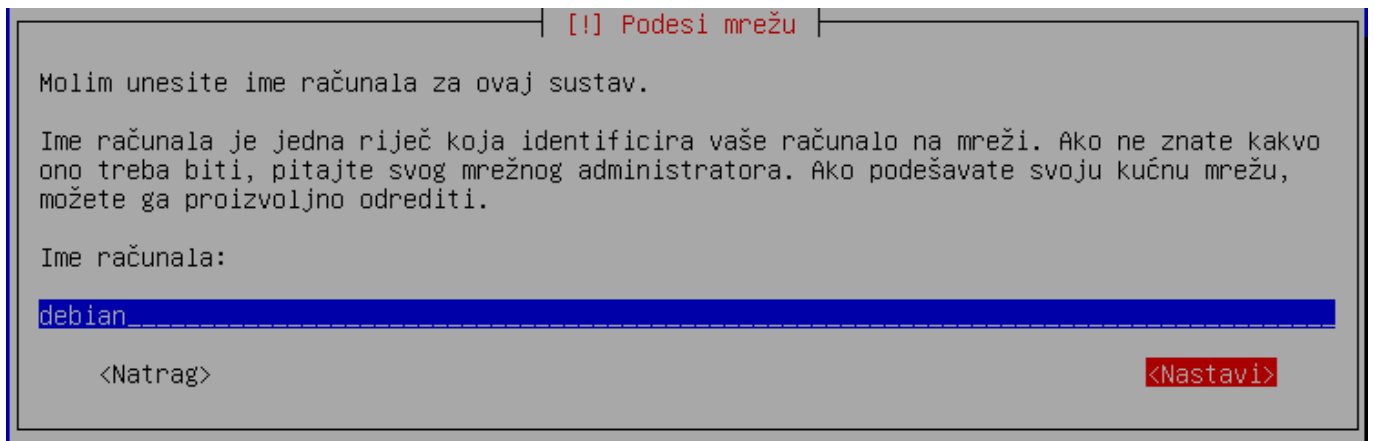 [!] Podesi mrežu
Molim unesite ime računala za ovaj sustav.
Ime računala je jedna riječ koja identificira vaše računalo na mreži. Ako ne znate kakvo
ono treba biti, pitajte svog mrežnog administratora. Ako podešavate svoju kućnu mrežu,
možete ga proizvoljno odrediti.
Ime računala:
debian
<Natrag> <Nastavi>